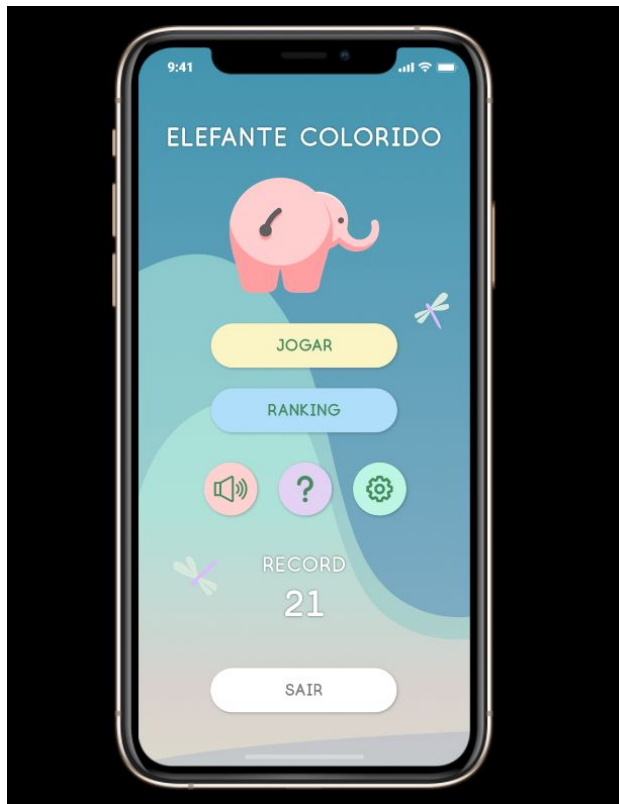 9:41
ELEFANTE COLORIDO
JOGAR
RANKING
?
RECORD
21
SAIR